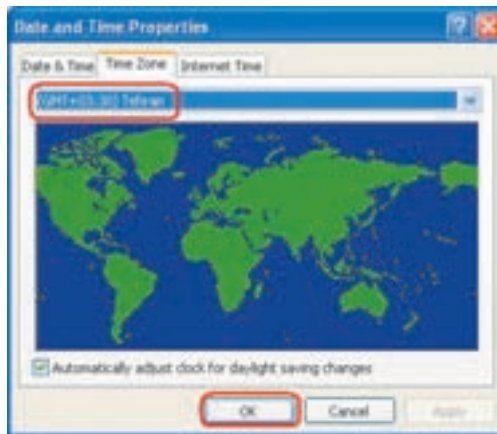 Date and Time Properties
Date & Time Time Zone Internet Time
(GMT+03:30) Tehran
Automatically adjust clock for daylight saving changes
OK Cancel Apply